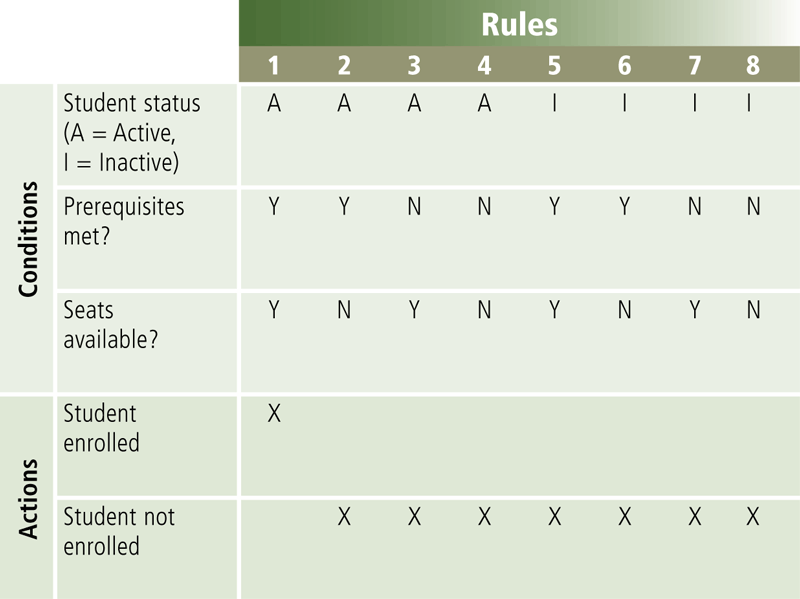 Rules
1 2 3 4 5 6 7 8
Conditions
Student status A A A A I I I I
(A = Active,
I = Inactive)
Prerequisites Y Y N N Y Y N N
met?
Seats Y N Y N Y N Y N
available?
Actions
Student X
enrolled
Student not X X X X X X X
enrolled